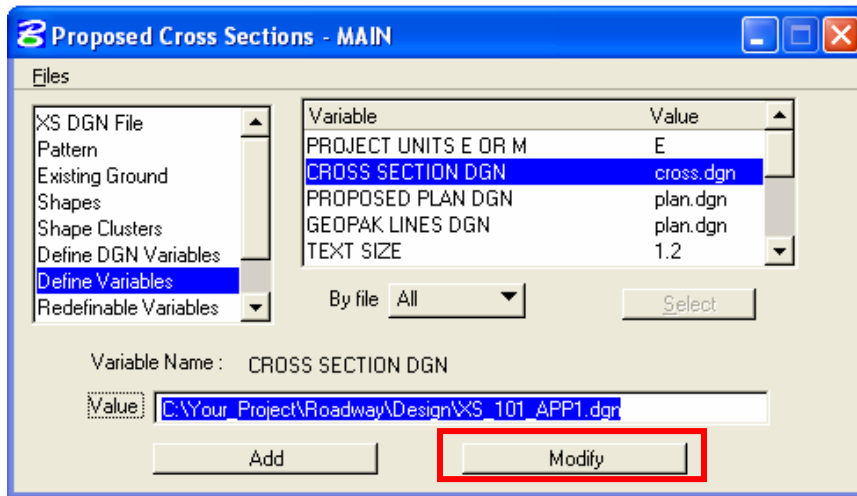 Proposed Cross Sections - MAIN
Files
XS DGN File
Pattern
Existing Ground
Shapes
Shape Clusters
Define DGN Variables
Define Variables
Redefinable Variables
Variable Value
PROJECT UNITS E OR M E
CROSS SECTION DGN cross.dgn
PROPOSED PLAN DGN plan.dgn
GEOPAK LINES DGN plan.dgn
TEXT SIZE 1.2
By file All
Select
Variable Name : CROSS SECTION DGN
Value C:\Your_Project\Roadway\Design\XS_101_APP1.dgn
Add Modify